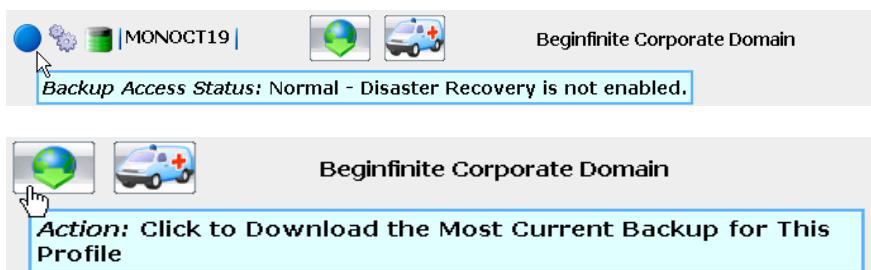 |MONOCT19| Beginfinite Corporate Domain
Backup Access Status: Normal - Disaster Recovery is not enabled.
Beginfinite Corporate Domain
Action: Click to Download the Most Current Backup for This
Profile